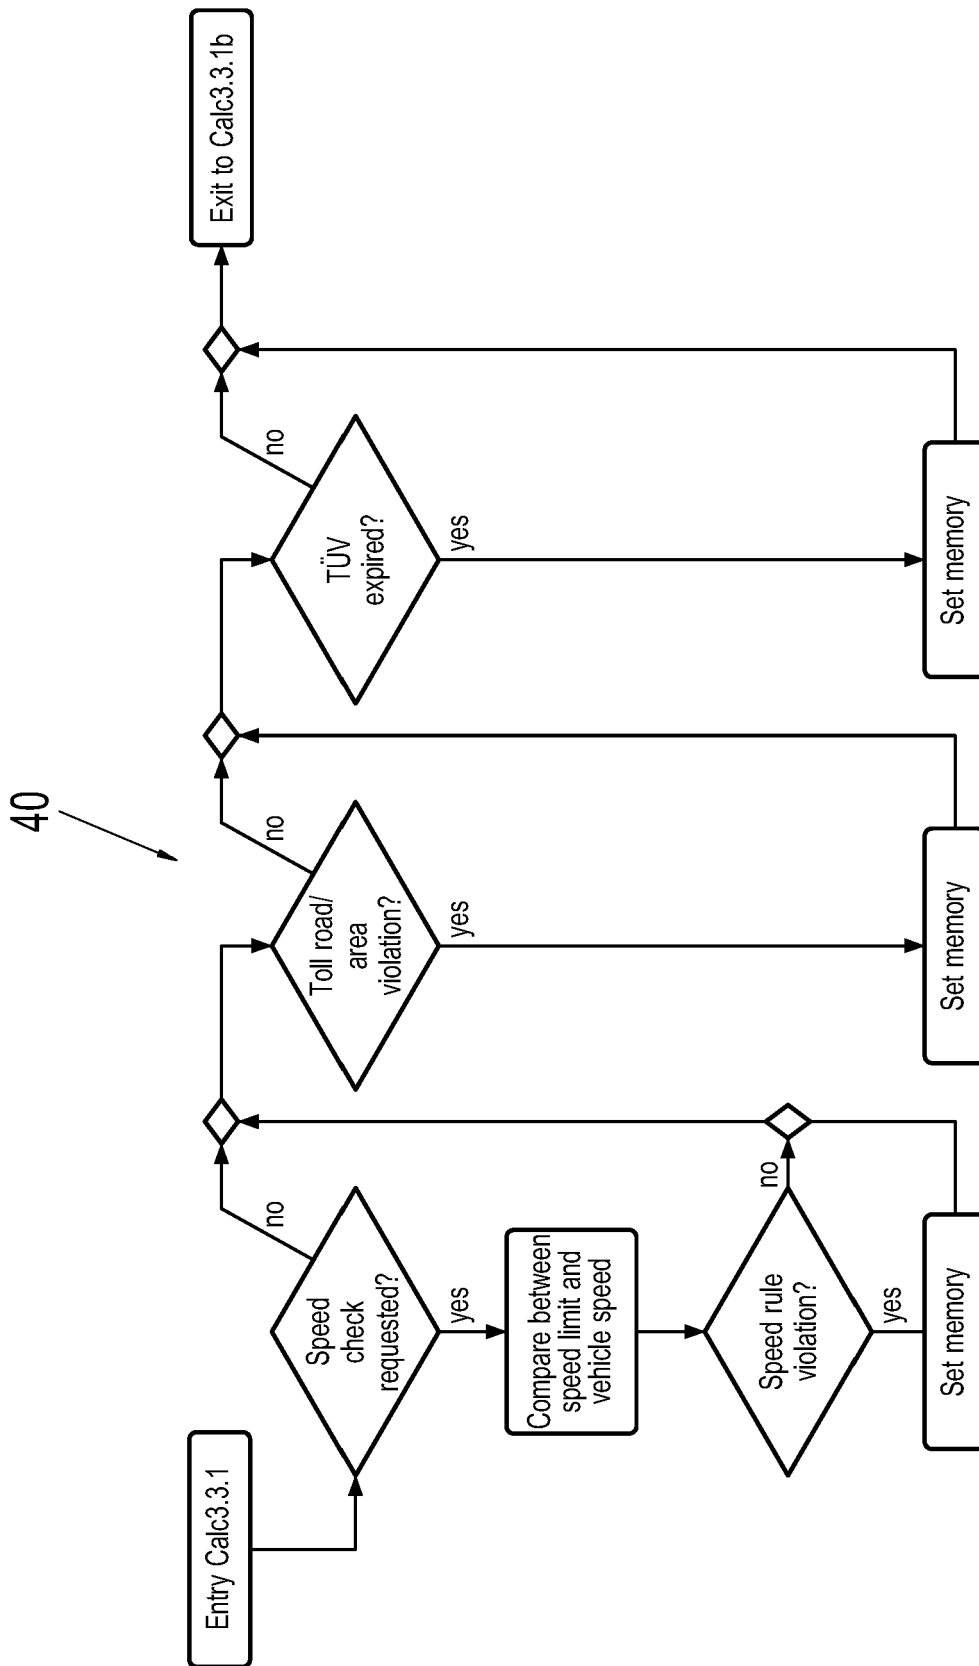 40
Entry Calc3.3.1
Speed
check
requested?
no
yes
Compare between
speed limit and
vehicle speed
Speed rule
violation?
no
yes
Set memory
Toll road/
area
violation?
no
yes
Set memory
TÜV
expired?
no
yes
Set memory
Exit to Calc3.3.1b